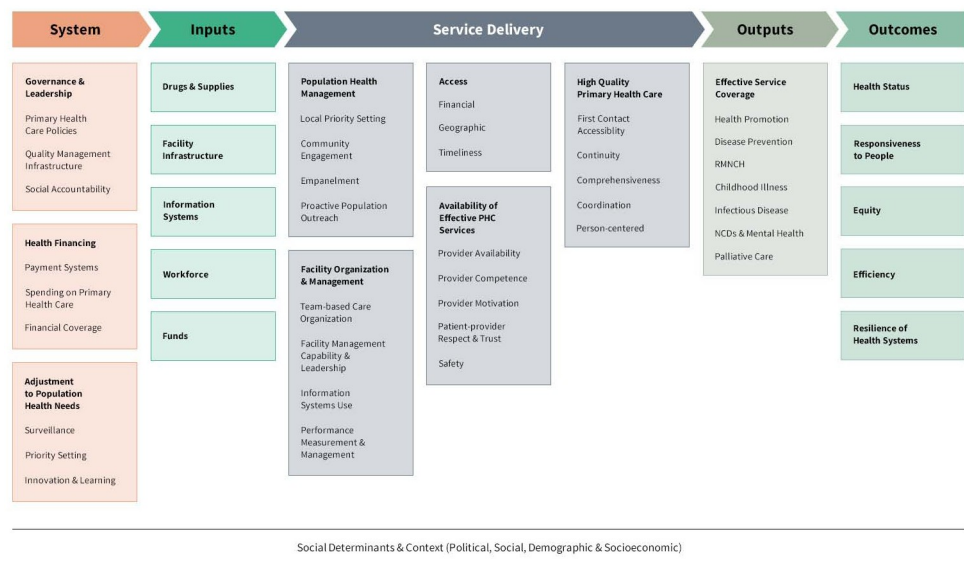 System
Inputs
Service Delivery
Outputs
Outcomes
Governance &
Leadership
Primary Health
Care Policies
Quality Management
Infrastructure
Social Accountability
Health Financing
Payment Systems
Spending on Primary
Health Care
Financial Coverage
Adjustment
to Population
Health Needs
Surveillance
Priority Setting
Innovation & Learning
Drugs & Supplies
Facility
Infrastructure
Information
Systems
Workforce
Funds
Population Health
Management
Local Priority Setting
Community
Engagement
Empanelment
Proactive Population
Outreach
Facility Organization
& Management
Team-based Care
Organization
Facility Management
Capability &
Leadership
Information
Systems Use
Performance
Measurement &
Management
Access
Financial
Geographic
Timeliness
Availability of
Effective PHC
Services
Provider Availability
Provider Competence
Provider Motivation
Patient-provider
Respect & Trust
Safety
High Quality
Primary Health Care
First Contact
Accessiblity
Continuity
Comprehensiveness
Coordination
Person-centered
Effective Service
Coverage
Health Promotion
Disease Prevention
RMNCH
Childhood Illness
Infectious Disease
NCDs & Mental Health
Palliative Care
Health Status
Responsiveness
to People
Equity
Efficiency
Resilience of
Health Systems
Social Determinants & Context (Political, Social, Demographic & Socioeconomic)